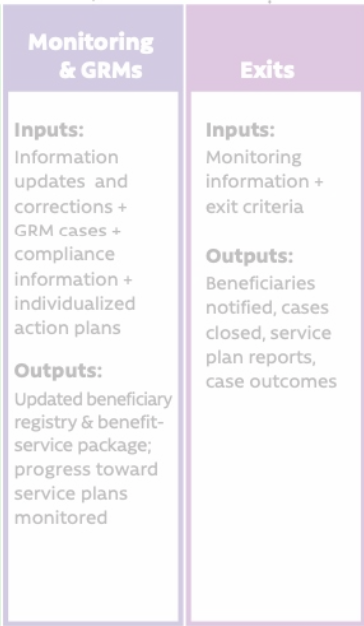 Monitoring
& GRMs
Inputs:
Information
updates and
corrections +
GRM cases +
compliance
information +
individualized
action plans
Outputs:
Updated beneficiary
registry & benefit-
service package;
progress toward
service plans
monitored
Exits
Inputs:
Monitoring
information +
exit criteria
Outputs:
Beneficiaries
notified, cases
closed, service
plan reports,
case outcomes